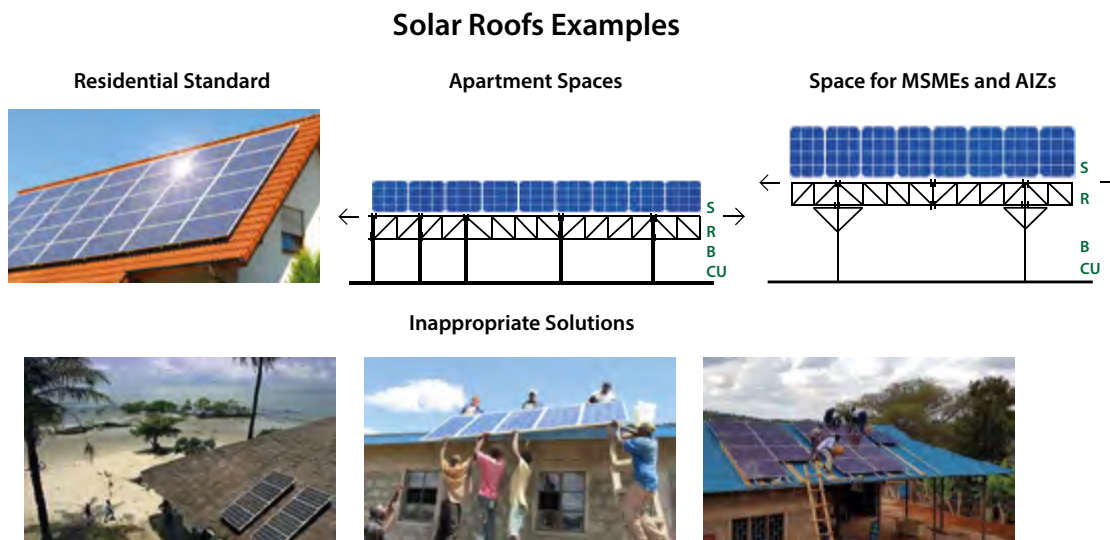 Solar Roofs Examples
Residential Standard
Apartment Spaces
Space for MSMEs and AIZs
S
R
B
CU
S
R
B
CU
Inappropriate Solutions